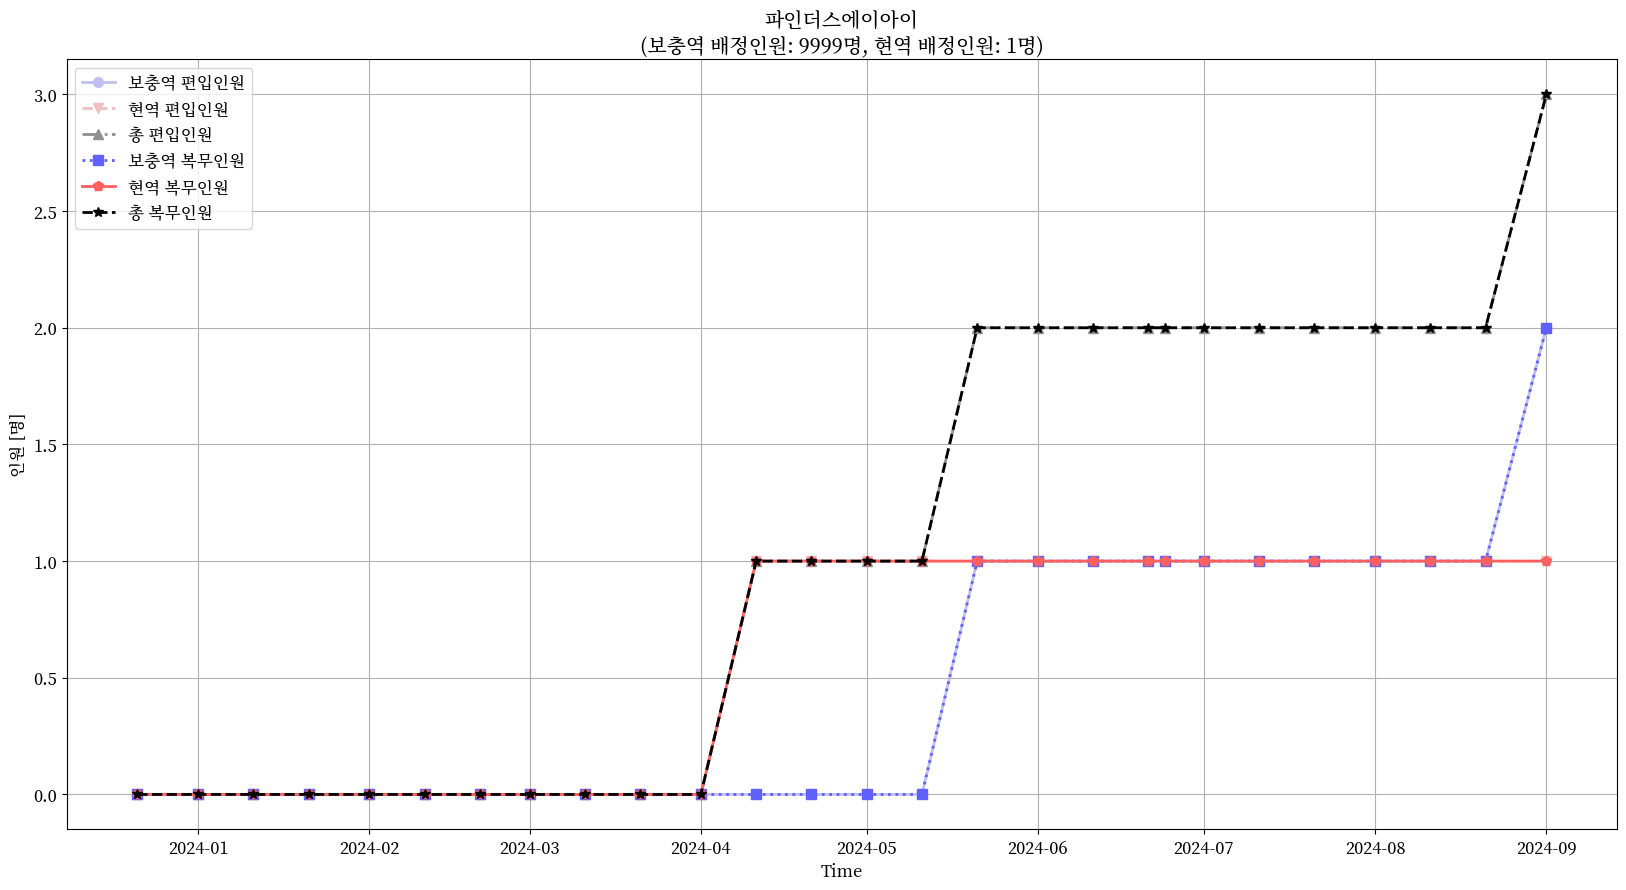 파인더스에이아이
(보충역 배정인원: 9999명, 현역 배정인원: 1명)
보충역 편입인원
현역 편입인원
총 편입인원
보충역 복무인원
현역 복무인원
총 복무인원
3.0
2.5
2.0
1.5
1.0
0.5
0.0
인원 [명]
2024-01 2024-02 2024-03 2024-04 2024-05 2024-06 2024-07 2024-08 2024-09
Time